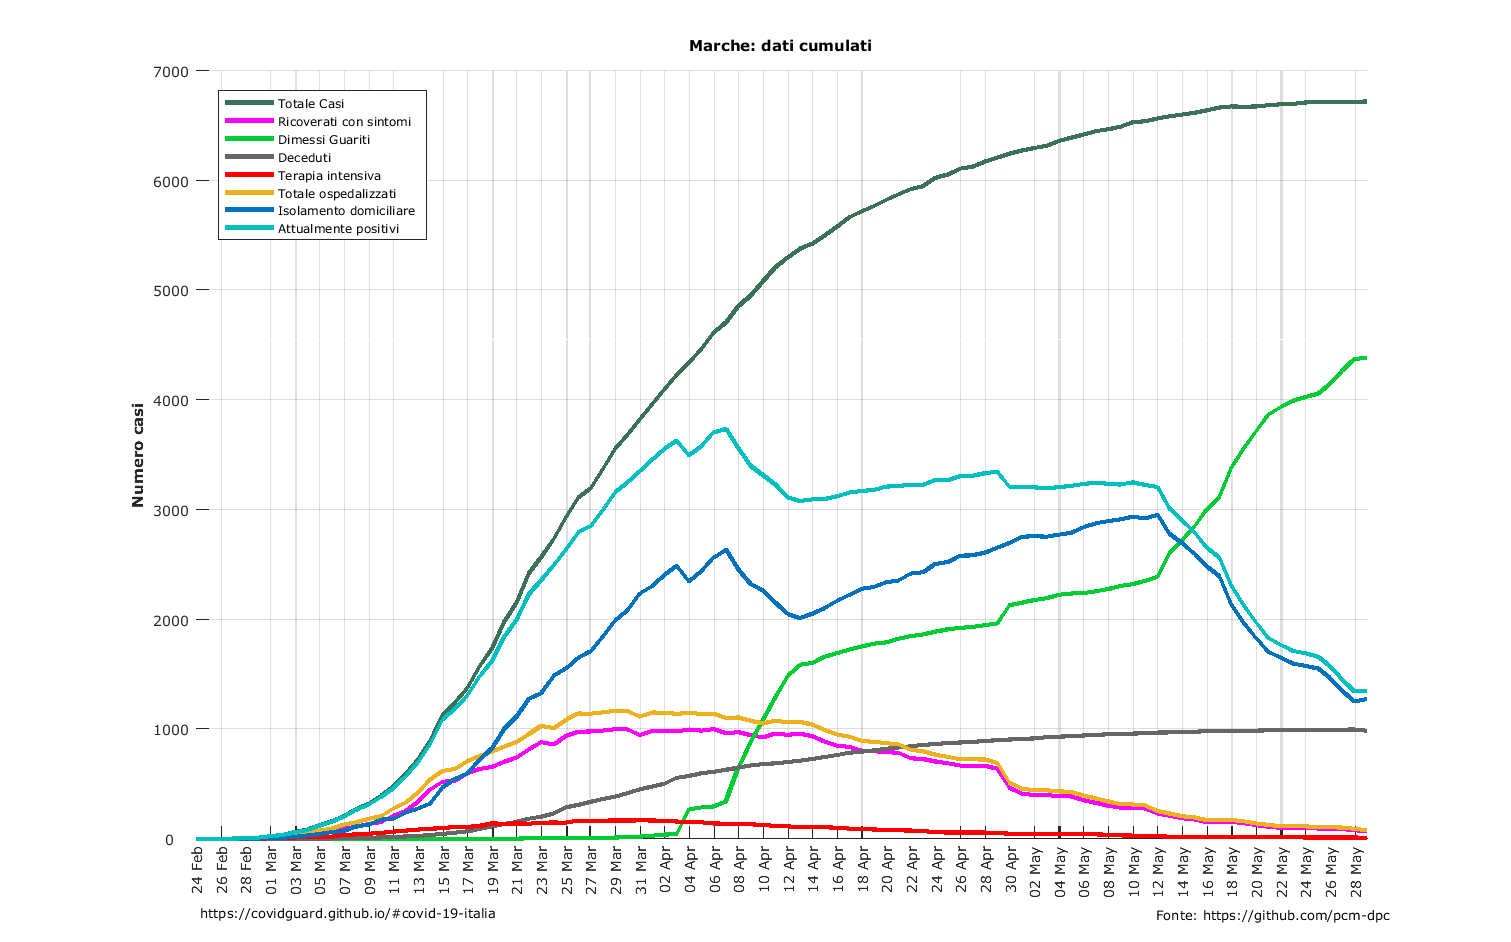 Marche: dati cumulati
7000
6000
5000
4000
3000
2000
1000
0
Numero casi
Totale Casi
Ricoverati con sintomi
Dimessi Guariti
Deceduti
Terapia intensiva
Totale ospedalizzati
Isolamento domiciliare
Attualmente positivi
24 Feb
26 Feb
28 Feb
01 Mar
03 Mar
05 Mar
07 Mar
09 Mar
11 Mar
13 Mar
15 Mar
17 Mar
19 Mar
21 Mar
23 Mar
25 Mar
27 Mar
29 Mar
31 Mar
02 Apr
04 Apr
06 Apr
08 Apr
10 Apr
12 Apr
14 Apr
16 Apr
18 Apr
20 Apr
22 Apr
24 Apr
26 Apr
28 Apr
30 Apr
02 May
04 May
06 May
08 May
10 May
12 May
14 May
16 May
18 May
20 May
22 May
24 May
26 May
28 May
https://covidguard.github.io/#covid-19-italia
Fonte: https://github.com/pcm-dpc